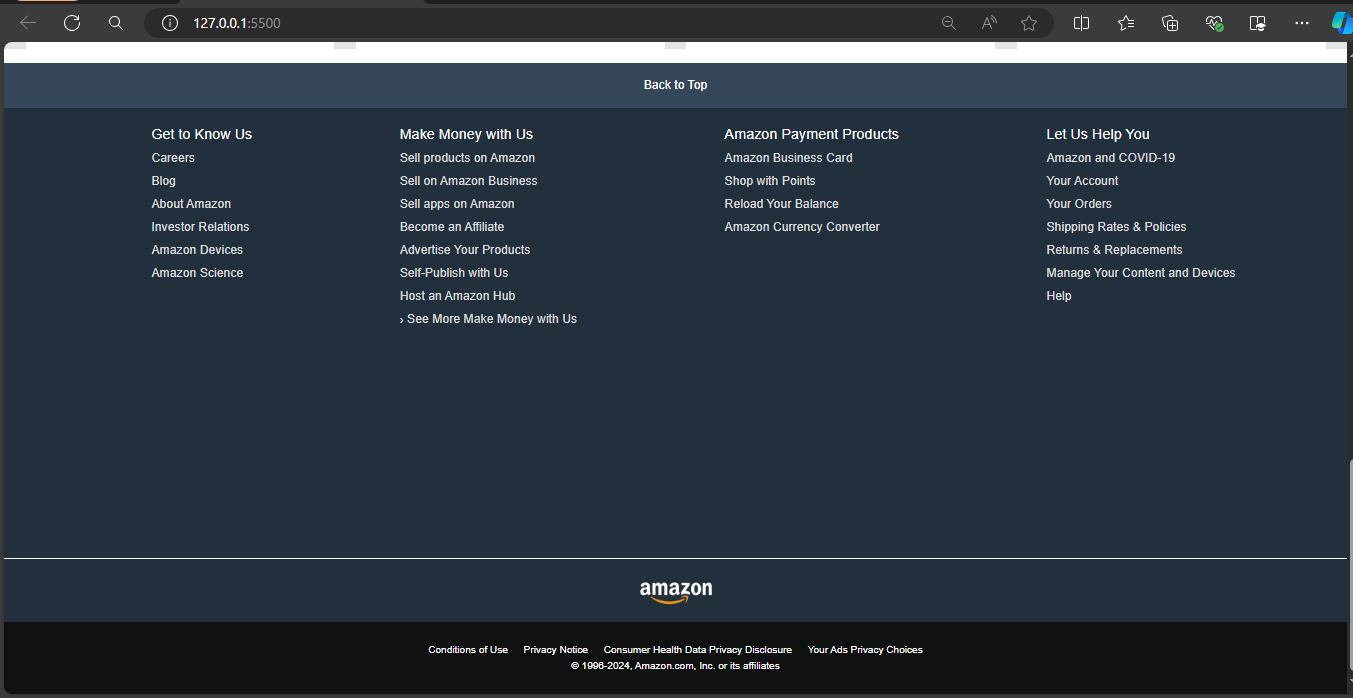 127.0.0.1:5500
Back to Top
Get to Know Us
Careers
Blog
About Amazon
Investor Relations
Amazon Devices
Amazon Science
Make Money with Us
Sell products on Amazon
Sell on Amazon Business
Sell apps on Amazon
Become an Affiliate
Advertise Your Products
Self-Publish with Us
Host an Amazon Hub
› See More Make Money with Us
Amazon Payment Products
Amazon Business Card
Shop with Points
Reload Your Balance
Amazon Currency Converter
Let Us Help You
Amazon and COVID-19
Your Account
Your Orders
Shipping Rates & Policies
Returns & Replacements
Manage Your Content and Devices
Help
amazon
Conditions of Use Privacy Notice Consumer Health Data Privacy Disclosure Your Ads Privacy Choices
© 1996-2024, Amazon.com, Inc. or its affiliates